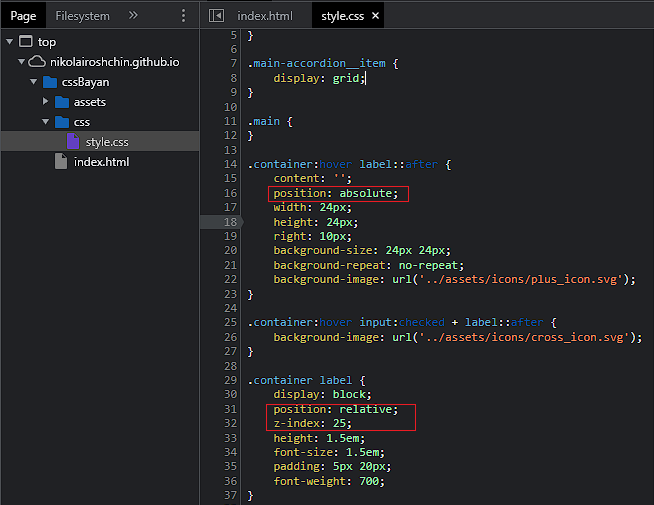 Page Filesystem »
index.html style.css ×
top
nikolairoshchin.github.io
cssBayan
assets
css
style.css
index.html
5 }
6
7 .main-accordion__item {
8 display: grid;
9 }
10
11 .main {
12 }
13
14 .container:hover label::after {
15 content: '';
16 position: absolute;
17 width: 24px;
18 height: 24px;
19 right: 10px;
20 background-size: 24px 24px;
21 background-repeat: no-repeat;
22 background-image: url('../assets/icons/plus_icon.svg');
23 }
24
25 .container:hover input:checked + label::after {
26 background-image: url('../assets/icons/cross_icon.svg');
27 }
28
29 .container label {
30 display: block;
31 position: relative;
32 z-index: 25;
33 height: 1.5em;
34 font-size: 1.5em;
35 padding: 5px 20px;
36 font-weight: 700;
37 }